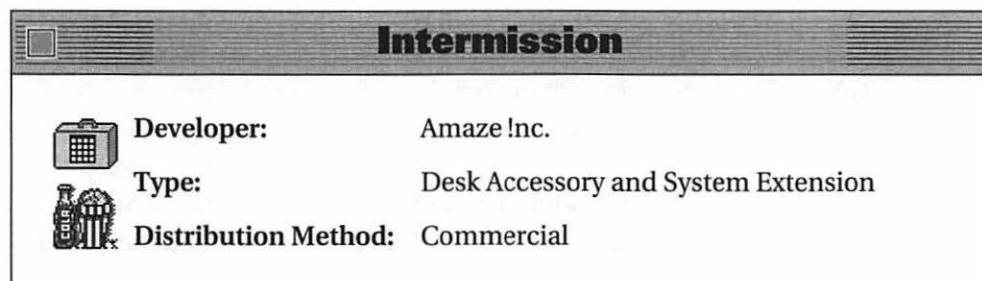 Intermission
Developer: Amaze !nc.
Type: Desk Accessory and System Extension
Distribution Method: Commercial